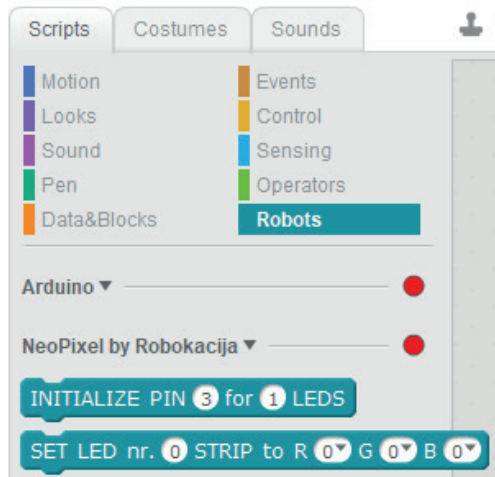 Scripts Costumes Sounds
Motion Events
Looks Control
Sound Sensing
Pen Operators
Data&Blocks Robots
Arduino
NeoPixel by Robokacija
INITIALIZE PIN 3 for 1 LEDS
SET LED nr. 0 STRIP to R 0 G 0 B 0